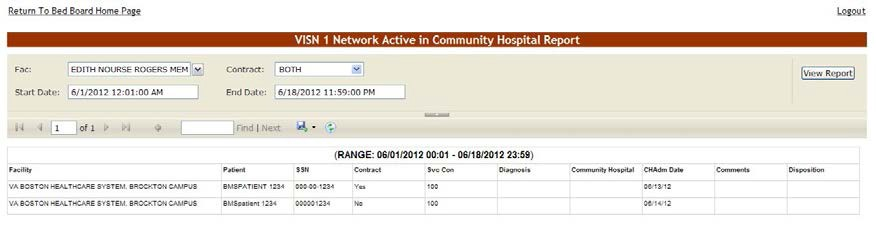 Return To Bed Board Home Page Logout
VISN 1 Network Active in Community Hospital Report
Fac: EDITH NOURSE ROGERS MEM Contract: BOTH
View Report
Start Date: 6/1/2012 12:01:00 AM End Date: 6/18/2012 11:59:00 PM
1 of 1 Find | Next
(RANGE: 06/01/2012 00:01 - 06/18/2012 23:59)
Facility Patient SSN Contract Svc Con Diagnosis Community Hospital CHAdm Date Comments Disposition
VA BOSTON HEALTHCARE SYSTEM, BROCKTON CAMPUS BMSPATIENT 1234 000-00-1234 Yes 100 06/13/12
VA BOSTON HEALTHCARE SYSTEM, BROCKTON CAMPUS BMSpatient 1234 000001234 No 100 06/14/12